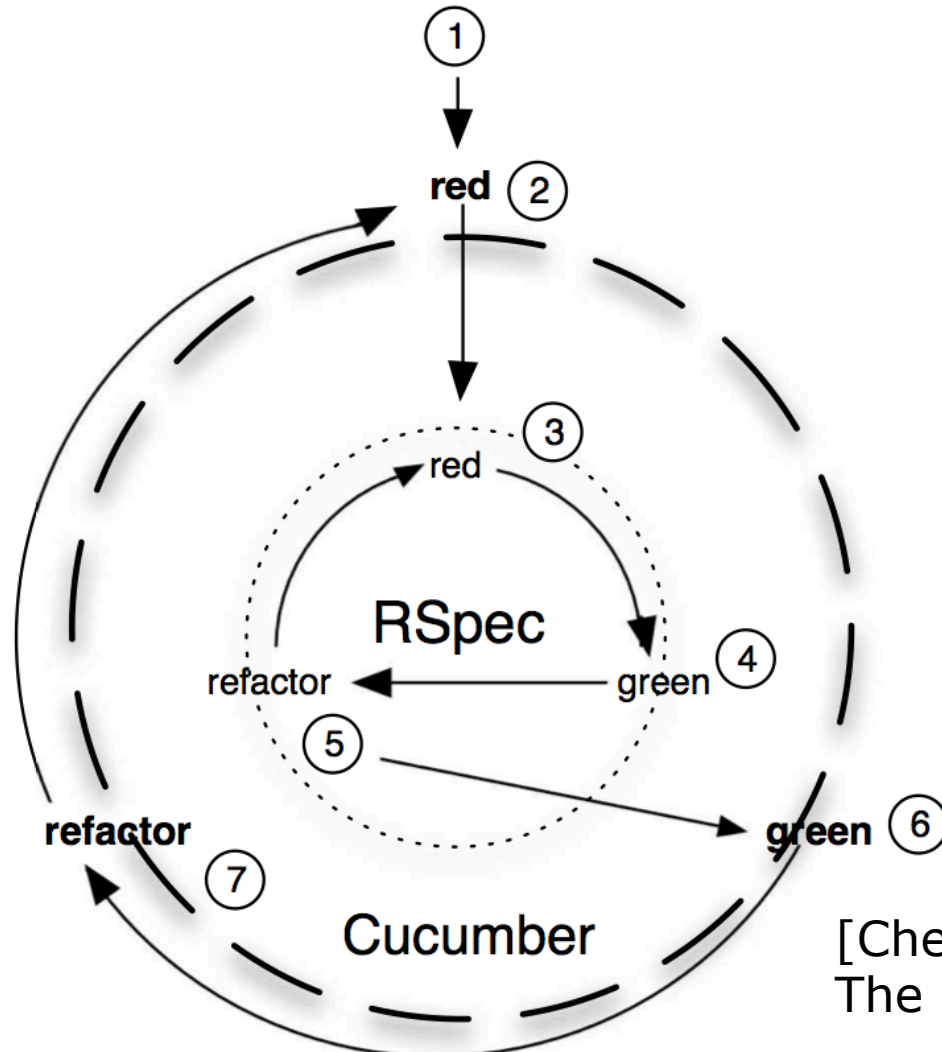 1
red 2
3
red
RSpec
refactor green 4
5
refactor green 6
7
Cucumber
[Che
The